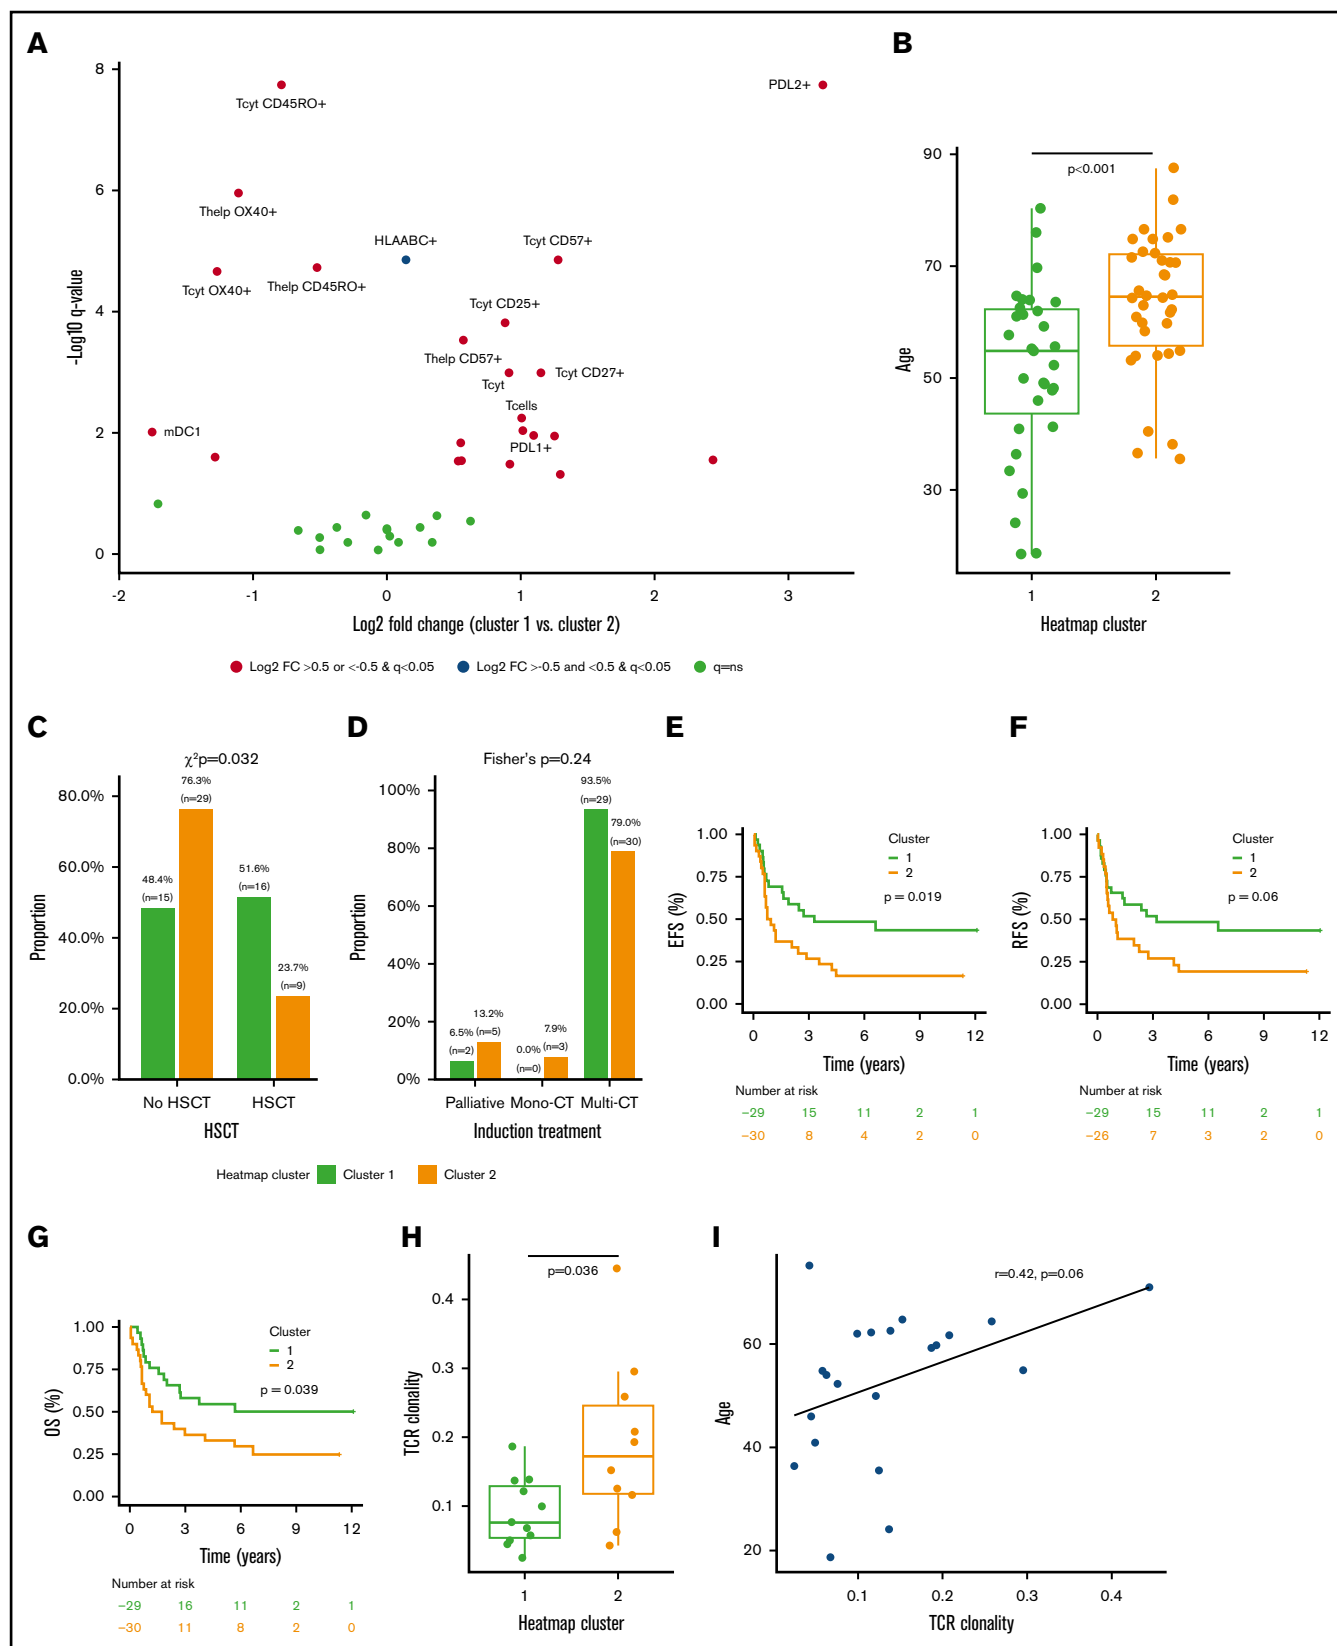 A
8
6
4
2
0
-Log10 q-value
Tcyt CD45RO+
PDL2+
Thelp OX40+
HLAABC+
Tcyt CD57+
Tcyt OX40+
Thelp CD45RO+
Tcyt CD25+
Thelp CD57+
Tcyt
Tcyt CD27+
Tcells
mDC1
PDL1+
-2 -1 0 1 2 3
Log2 fold change (cluster 1 vs. cluster 2)
Log2 FC >0.5 or <-0.5 & q<0.05 Log2 FC >-0.5 and <0.5 & q<0.05 q=ns
B
90
70
50
30
Age
p<0.001
1 2
Heatmap cluster
C
χ²p=0.032
80.0%
60.0%
40.0%
20.0%
0.0%
Proportion
76.3%
(n=29)
48.4%
(n=15)
51.6%
(n=16)
23.7%
(n=9)
No HSCT HSCT
HSCT
D
Fisher's p=0.24
100%
80%
60%
40%
20%
0%
Proportion
93.5%
(n=29)
79.0%
(n=30)
6.5%
(n=2)
13.2%
(n=5)
0.0%
(n=0)
7.9%
(n=3)
Palliative Mono-CT Multi-CT
Induction treatment
Heatmap cluster Cluster 1 Cluster 2
E
1.00
0.75
0.50
0.25
0.00
EFS (%)
Cluster
1
2
p = 0.019
0 3 6 9 12
Time (years)
Number at risk
–29 15 11 2 1
–30 8 4 2 0
F
1.00
0.75
0.50
0.25
0.00
RFS (%)
Cluster
1
2
p = 0.06
0 3 6 9 12
Time (years)
Number at risk
–29 15 11 2 1
–26 7 3 2 0
G
1.00
0.75
0.50
0.25
0.00
OS (%)
Cluster
1
2
p = 0.039
0 3 6 9 12
Time (years)
Number at risk
–29 16 11 2 1
–30 11 8 2 0
H
0.4
0.3
0.2
0.1
TCR clonality
p=0.036
1 2
Heatmap cluster
I
60
40
20
Age
r=0.42, p=0.06
0.1 0.2 0.3 0.4
TCR clonality